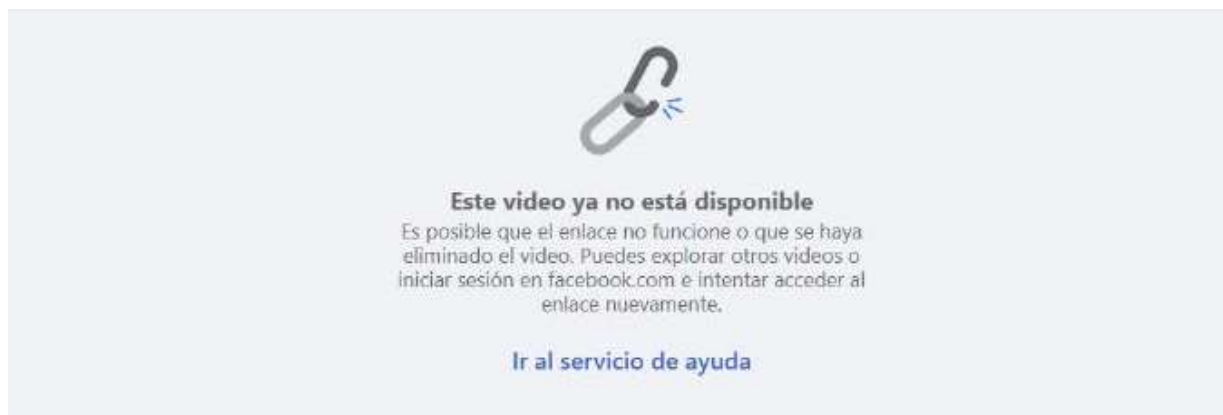 Este video ya no está disponible
Es posible que el enlace no funcione o que se haya
eliminado el video. Puedes explorar otros videos o
iniciar sesión en facebook.com e intentar acceder al
enlace nuevamente.
Ir al servicio de ayuda